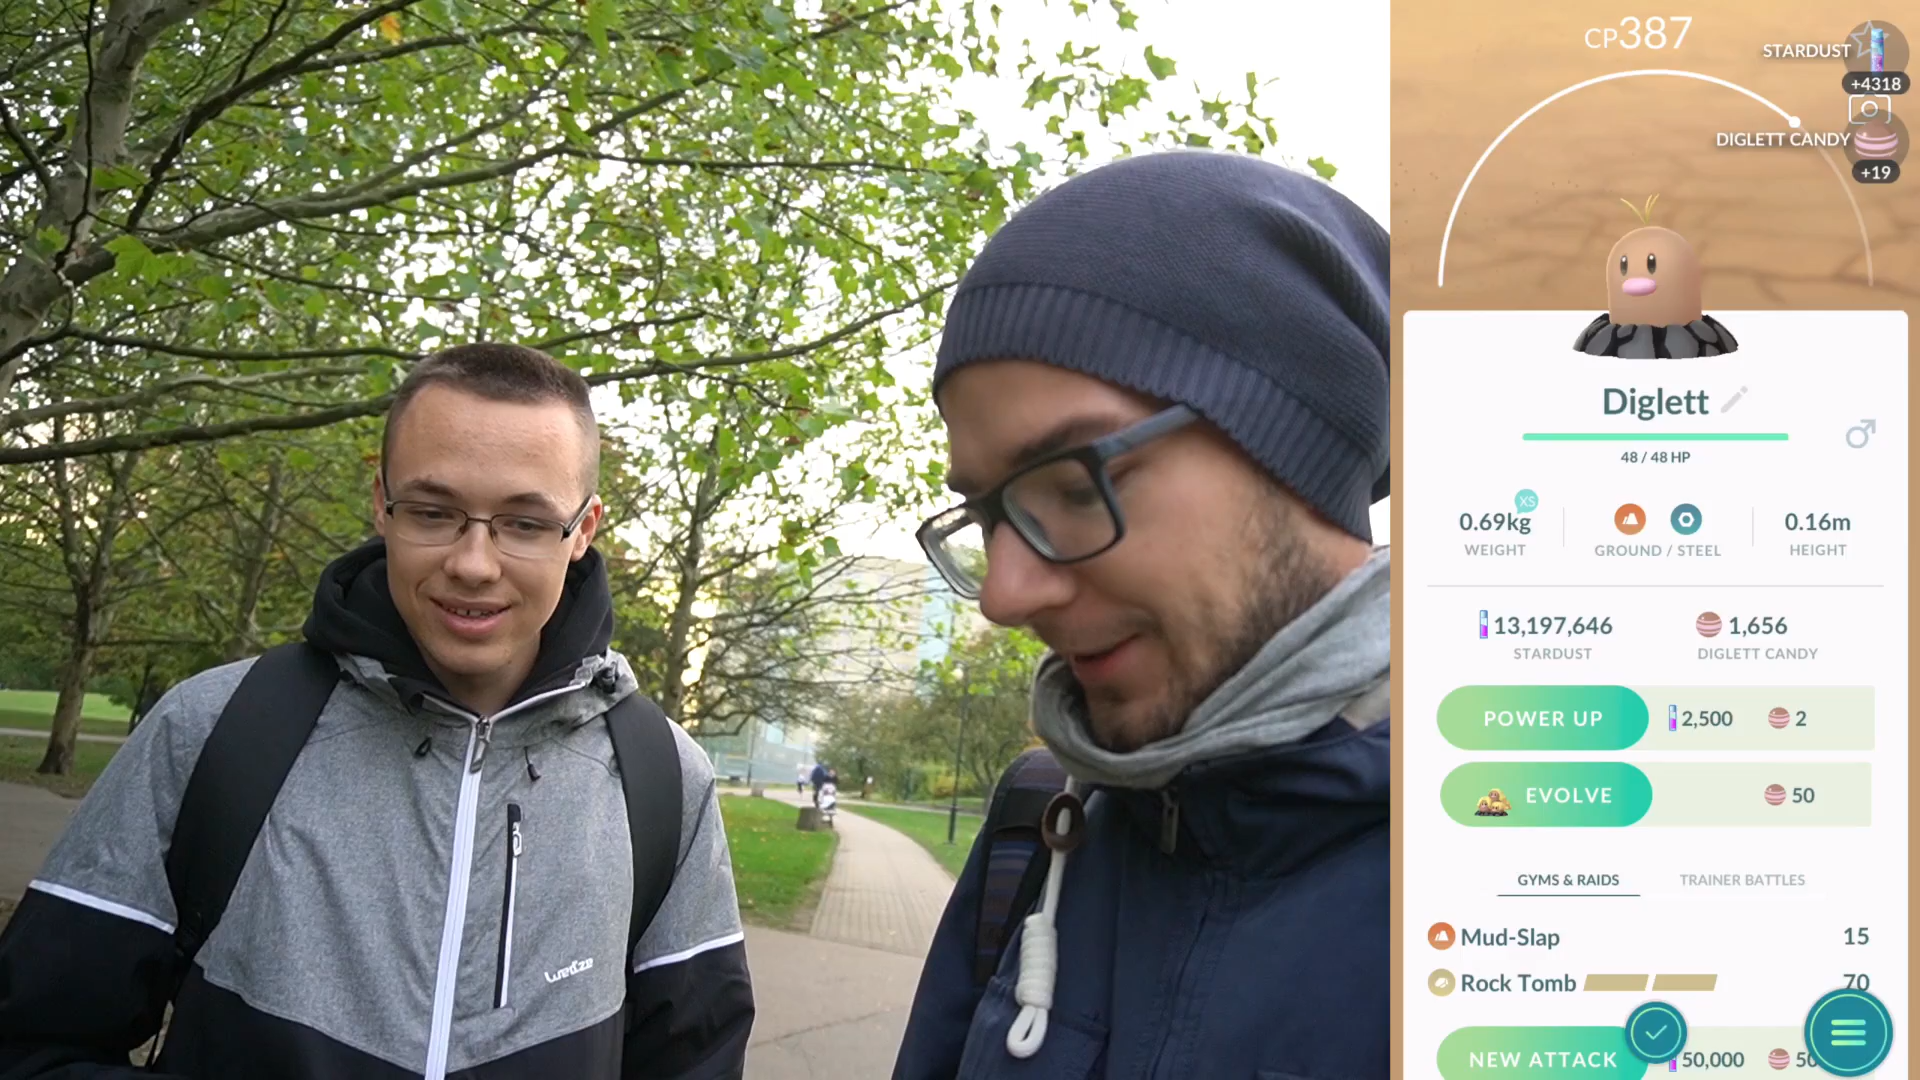 CP387
STARDUST
+4318
DIGLETT CANDY
+19
Diglett
48 / 48 HP
XS
0.69kg
WEIGHT
GROUND / STEEL
0.16m
HEIGHT
13,197,646
STARDUST
1,656
DIGLETT CANDY
POWER UP 2,500 2
EVOLVE 50
GYMS & RAIDS TRAINER BATTLES
Mud-Slap 15
Rock Tomb 70
NEW ATTACK 50,000
wedze